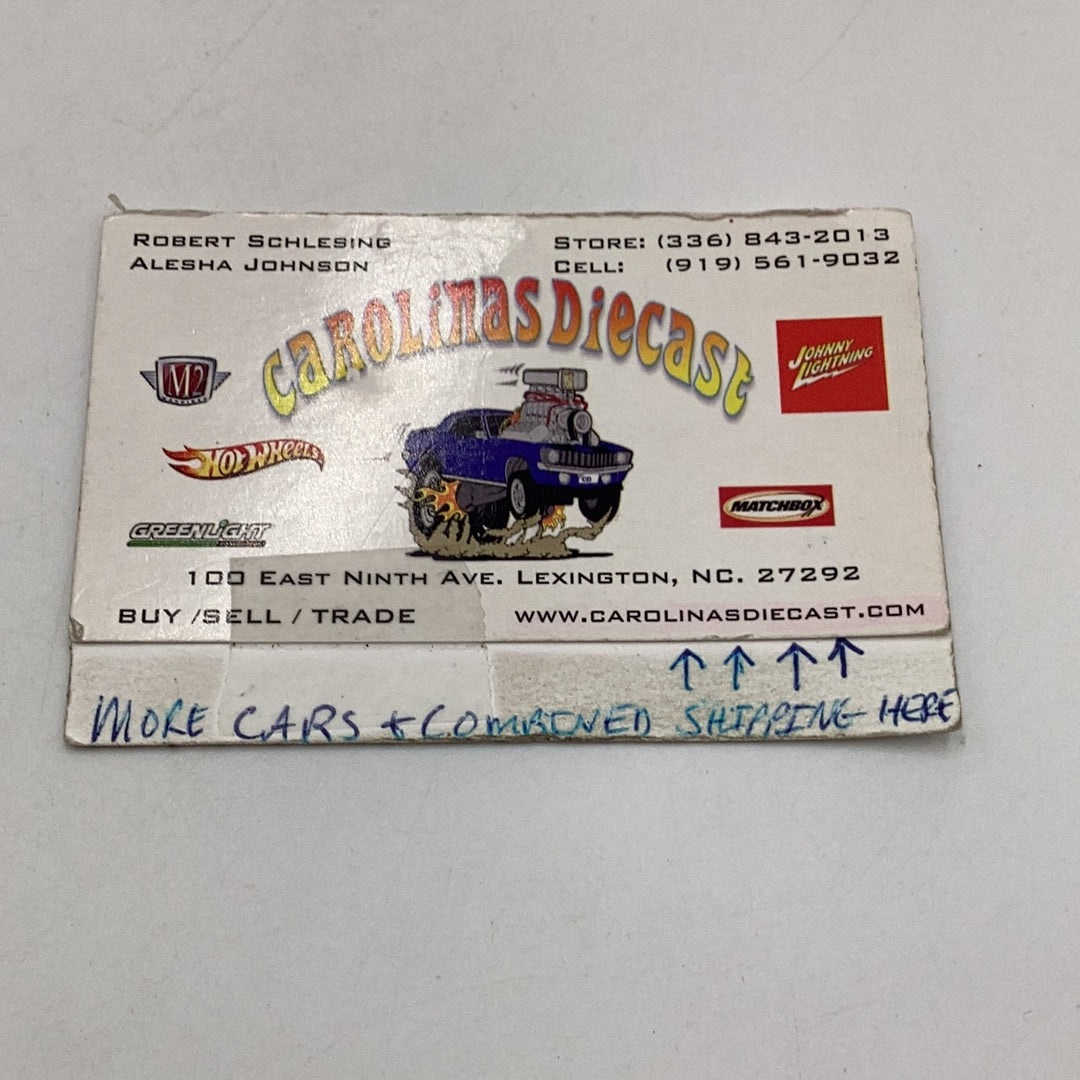 ROBERT SCHLESING
ALESHA JOHNSON
STORE: (336) 843-2013
CELL: (919) 561-9032
CAROLINAS DIECAST
M2
JOHNNY LIGHTNING
HOT WHEELS
MATCHBOX
GREENLIGHT
100 EAST NINTH AVE. LEXINGTON, NC. 27292
BUY /SELL / TRADE
WWW.CAROLINASDIECAST.COM
↑ ↑ ↑ ↑
MORE CARS + COMBINED SHIPPING HERE